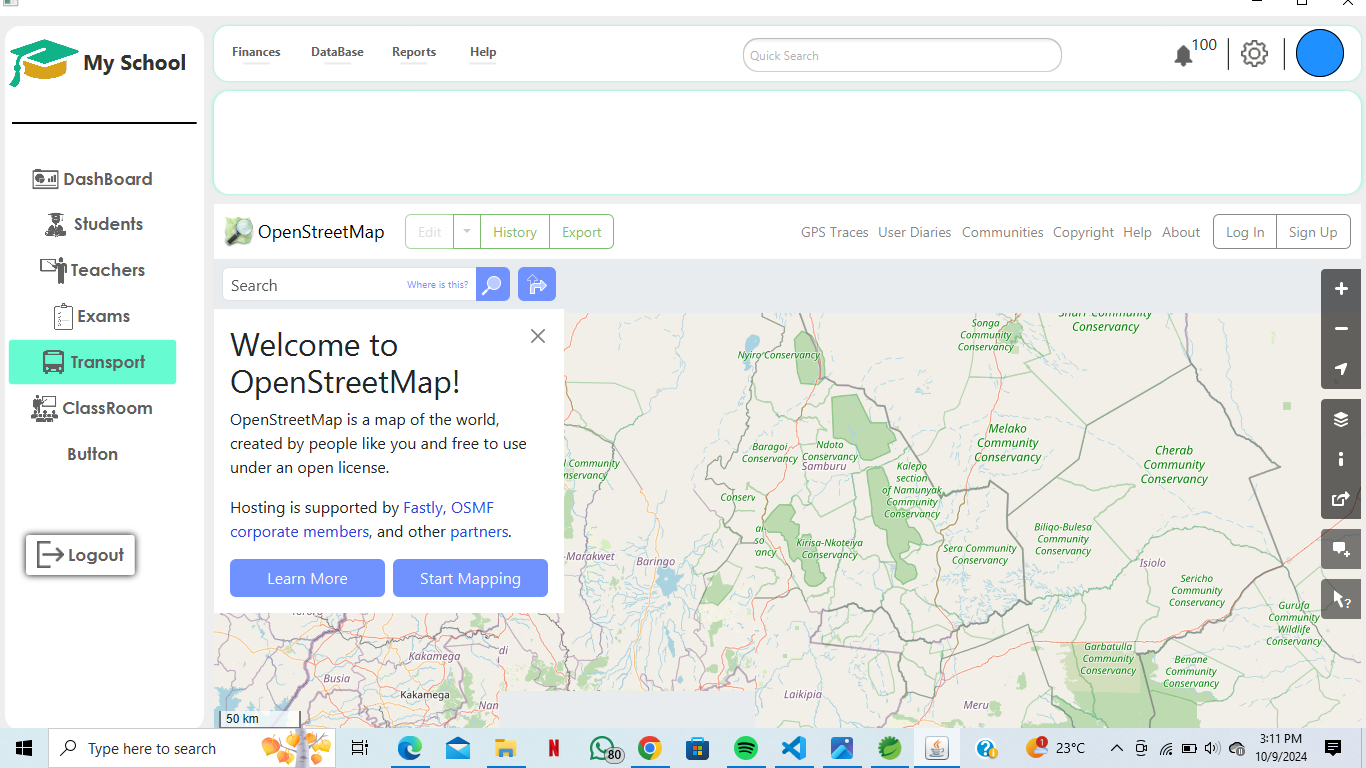 My School
Finances
DataBase
Reports
Help
Quick Search
100
DashBoard
Students
Teachers
Exams
Transport
ClassRoom
Button
Logout
OpenStreetMap
Edit
History
Export
GPS Traces
User Diaries
Communities
Copyright
Help
About
Log In
Sign Up
Search
Where is this?
Welcome to
OpenStreetMap!
OpenStreetMap is a map of the world,
created by people like you and free to use
under an open license.
Hosting is supported by Fastly, OSMF
corporate members, and other partners.
Learn More
Start Mapping
Songa
Community
Conservancy
Community
Conservancy
Nyiro Conservancy
Baragoi
Conservancy
Ndoto
Conservancy
Samburu
Melako
Community
Conservancy
Cherab
Community
Conservancy
Kalepo
section
of Namunyak
Community
Conservancy
Community
nservancy
Conserv
Kirisa-Nkoteiya
Conservancy
Sera Community
Conservancy
Biliqo-Bulesa
Community
Conservancy
Isiolo
Sericho
Community
Conservancy
Gurufa
Community
Wildlife
Conservancy
Garbatulla
Community
Conservancy
Benane
Community
Conservancy
-Marakwet
Baringo
Kakamega
Busia
Kakamega
di
Nan
Laikipia
Meru
50 km
Type here to search
80
1
23°C
3:11 PM
10/9/2024